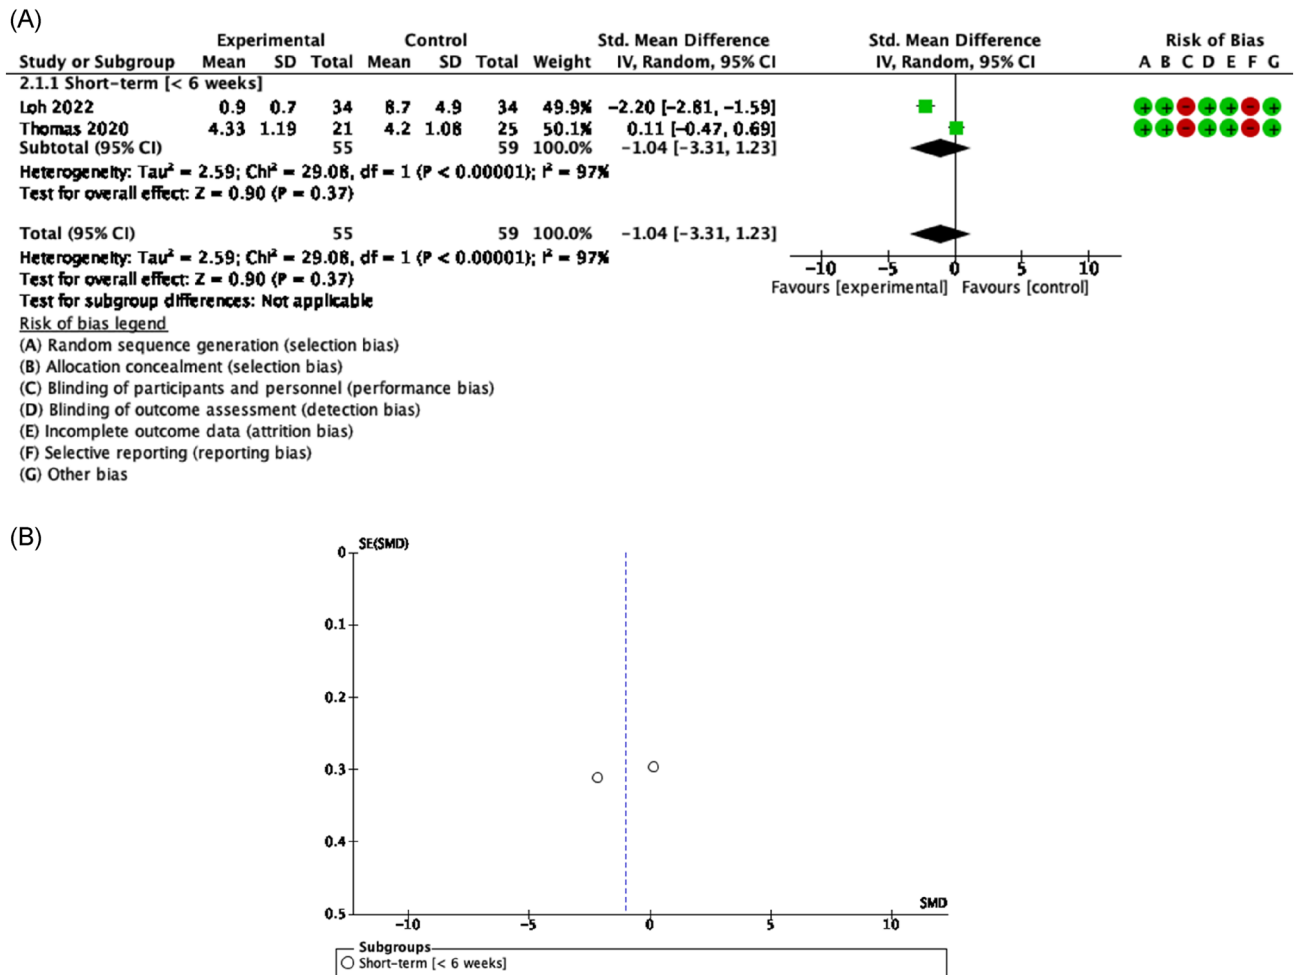 (A)
Experimental Control Std. Mean Difference Std. Mean Difference Risk of Bias
Study or Subgroup Mean SD Total Mean SD Total Weight IV, Random, 95% CI IV, Random, 95% CI A B C D E F G
2.1.1 Short-term [< 6 weeks]
Loh 2022 0.9 0.7 34 8.7 4.9 34 49.9% −2.20 [−2.81, −1.59] + + − + + − +
Thomas 2020 4.33 1.19 21 4.2 1.08 25 50.1% 0.11 [−0.47, 0.69] + + − + + − +
Subtotal (95% CI) 55 59 100.0% −1.04 [−3.31, 1.23]
Heterogeneity: Tau² = 2.59; Chi² = 29.08, df = 1 (P < 0.00001); I² = 97%
Test for overall effect: Z = 0.90 (P = 0.37)
Total (95% CI) 55 59 100.0% −1.04 [−3.31, 1.23]
Heterogeneity: Tau² = 2.59; Chi² = 29.08, df = 1 (P < 0.00001); I² = 97%
Test for overall effect: Z = 0.90 (P = 0.37)
Test for subgroup differences: Not applicable
−10 −5 0 5 10
Favours [experimental] Favours [control]
Risk of bias legend
(A) Random sequence generation (selection bias)
(B) Allocation concealment (selection bias)
(C) Blinding of participants and personnel (performance bias)
(D) Blinding of outcome assessment (detection bias)
(E) Incomplete outcome data (attrition bias)
(F) Selective reporting (reporting bias)
(G) Other bias
(B)
SE(SMD)
0
0.1
0.2
0.3
0.4
0.5
SMD
−10 −5 0 5 10
Subgroups
Short-term [< 6 weeks]